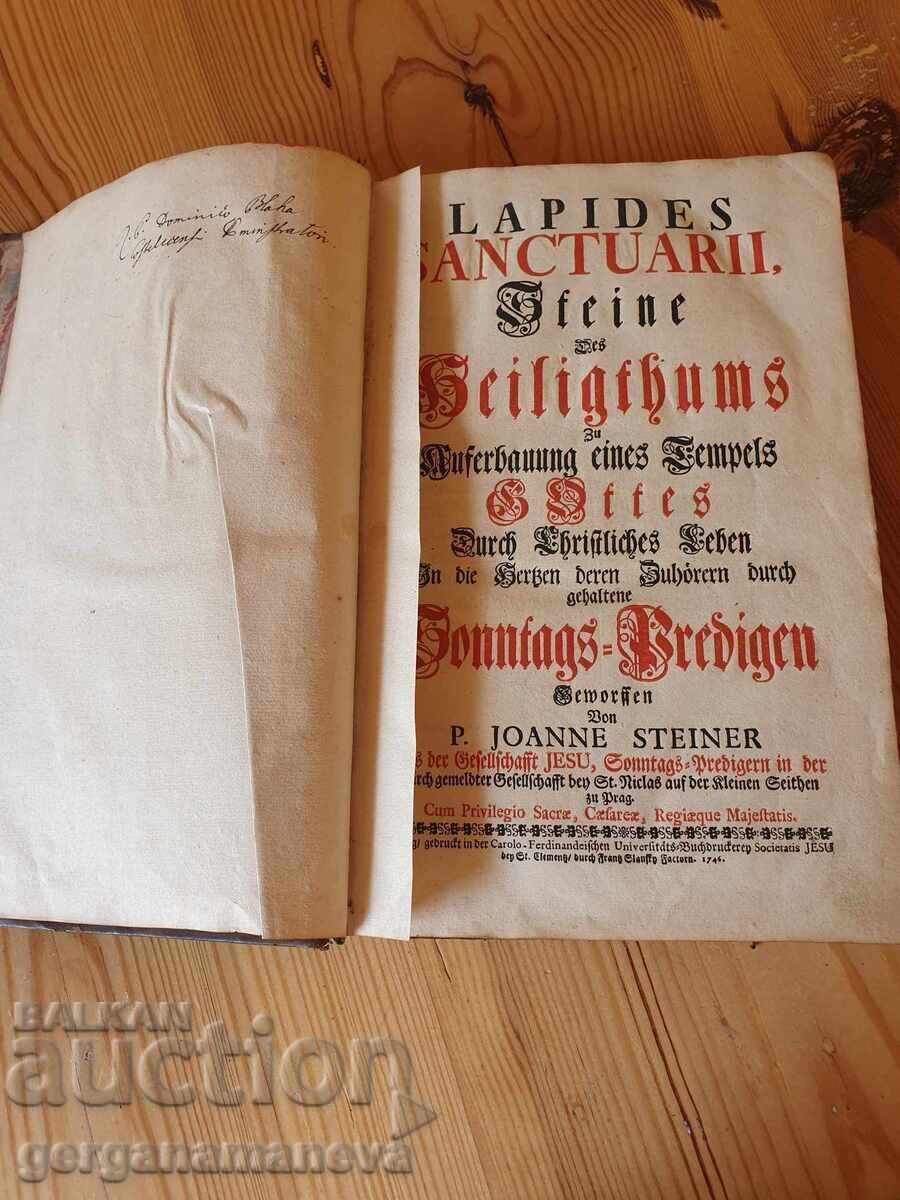 Dominico Blaha
LAPIDES
SANCTUARII,
Steine
Des
Heiligthums
Zu
Auferbauung eines Tempels
GOttes
Durch Christliches Leben
In die Hertzen deren Zuhörern durch
gehaltene
Sonntags-Predigen
Geworffen
Von
P. JOANNE STEINER
der Gesellschafft JESU, Sonntags-Predigern in der
gemeldter Gesellschafft bey St. Niclas auf der Kleinen Seithen
zu Prag.
Cum Privilegio Sacræ, Cæsareæ, Regiæque Majestatis.
gedruckt in der Carolo-Ferdinandeischen Universitäts-Buchdruckerey Societatis JESU
bey St. Clement/ durch Frantz Slansky Factorn. 1746.
BALKAN
auction
gerganamaneva